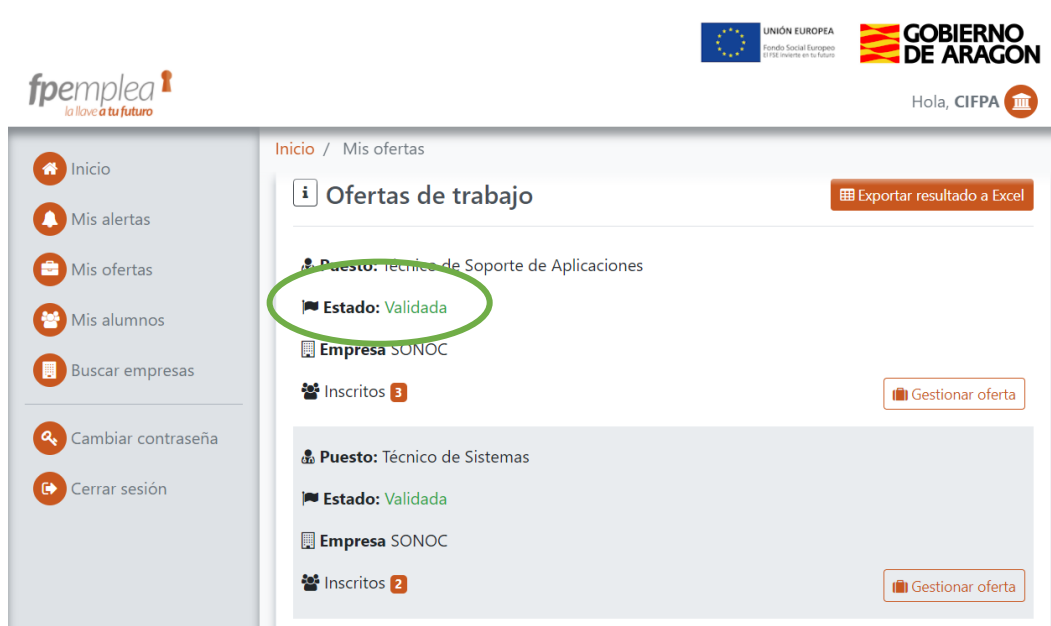 UNIÓN EUROPEA
Fondo Social Europeo
El FSE invierte en tu futuro
GOBIERNO
DE ARAGON
fpemplea
la llave a tu futuro
Hola, CIFPA
Inicio
Mis alertas
Mis ofertas
Mis alumnos
Buscar empresas
Cambiar contraseña
Cerrar sesión
Inicio / Mis ofertas
i Ofertas de trabajo
Exportar resultado a Excel
Puesto: Técnico de Soporte de Aplicaciones
Estado: Validada
Empresa SONOC
Inscritos 3
Gestionar oferta
Puesto: Técnico de Sistemas
Estado: Validada
Empresa SONOC
Inscritos 2
Gestionar oferta